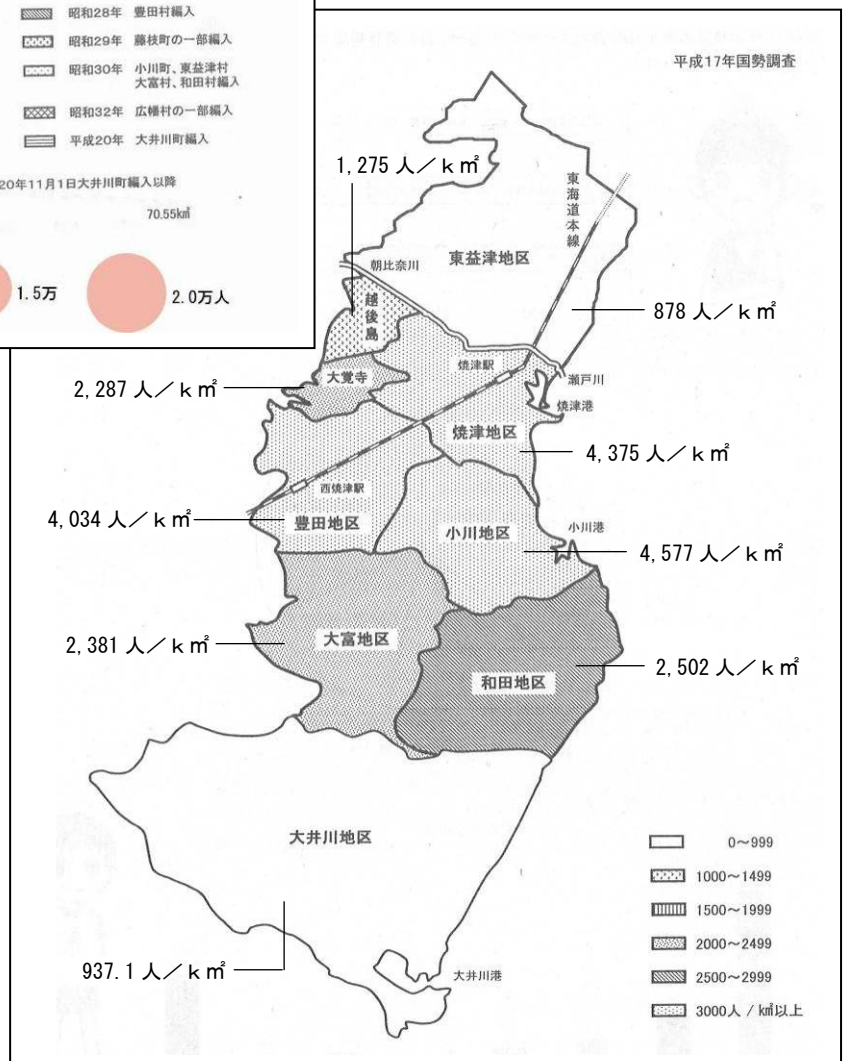 昭和28年 豊田村編入
昭和29年 藤枝町の一部編入
昭和30年 小川町、東益津村
大富村、和田村編入
昭和32年 広幡村の一部編入
平成20年 大井川町編入
20年11月1日大井川町編入以降
70.55k㎡
1.5万
2.0万人
平成17年国勢調査
1,275 人／ｋ㎡
東海道本線
東益津地区
朝比奈川
越後島
878 人／ｋ㎡
焼津駅
大覚寺
瀬戸川
2,287 人／ｋ㎡
焼津港
焼津地区
4,375 人／ｋ㎡
西焼津駅
4,034 人／ｋ㎡
豊田地区
小川地区
小川港
4,577 人／ｋ㎡
2,381 人／ｋ㎡
大富地区
2,502 人／ｋ㎡
和田地区
大井川地区
0～999
1000～1499
1500～1999
2000～2499
2500～2999
3000人 / k㎡以上
937.1 人／ｋ㎡
大井川港